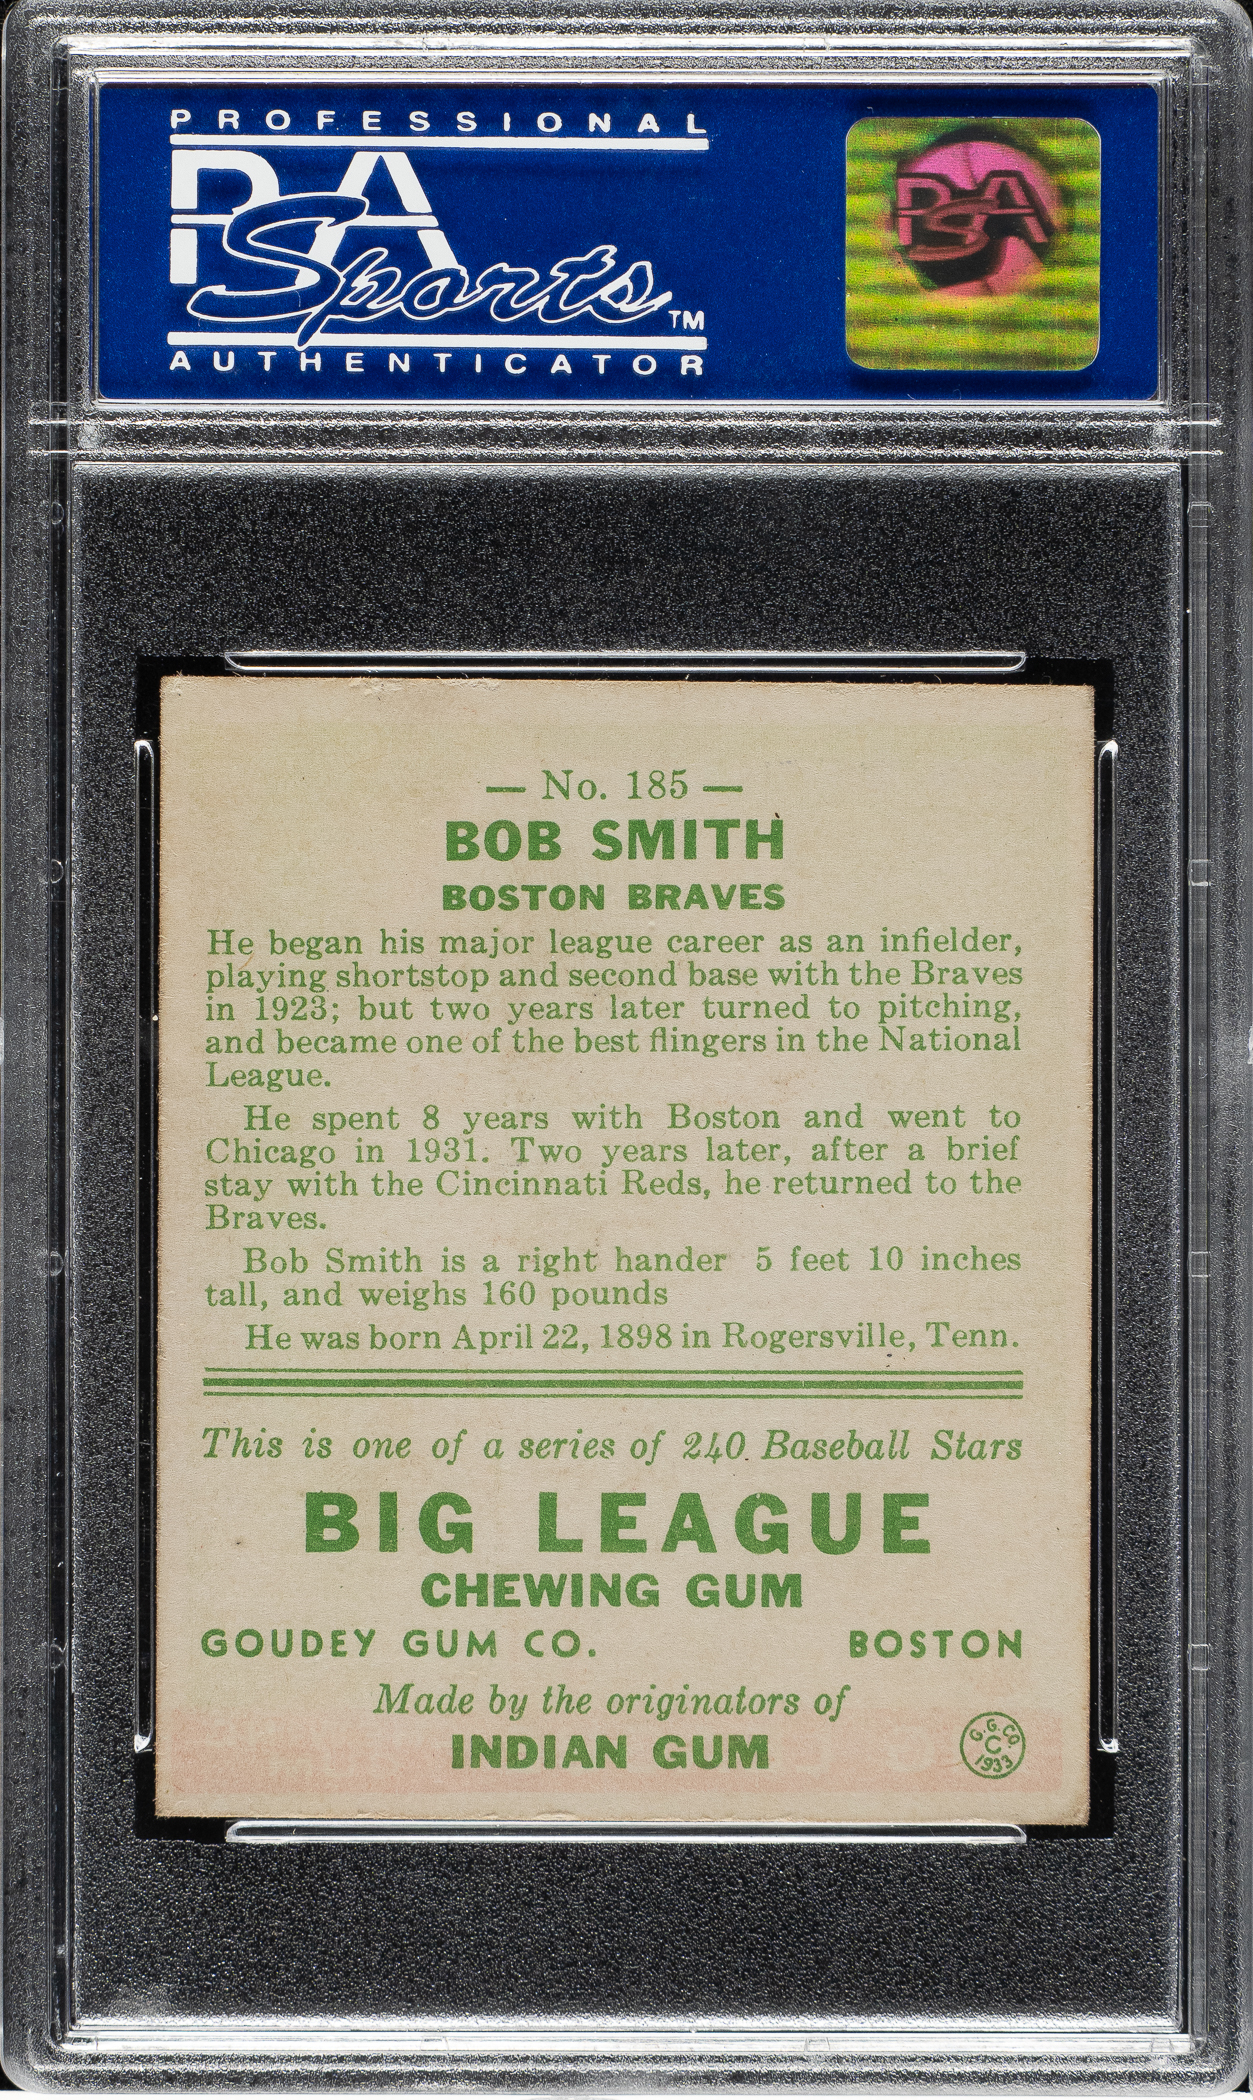 PROFESSIONAL
PSA
Sports™
AUTHENTICATOR
PSA
— No. 185 —
BOB SMITH
BOSTON BRAVES
He began his major league career as an infielder,
playing shortstop and second base with the Braves
in 1923; but two years later turned to pitching,
and became one of the best flingers in the National
League.
He spent 8 years with Boston and went to
Chicago in 1931. Two years later, after a brief
stay with the Cincinnati Reds, he returned to the
Braves.
Bob Smith is a right hander 5 feet 10 inches
tall, and weighs 160 pounds
He was born April 22, 1898 in Rogersville, Tenn.
This is one of a series of 240 Baseball Stars
BIG LEAGUE
CHEWING GUM
GOUDEY GUM CO. BOSTON
Made by the originators of
INDIAN GUM
G.G.CO.
C
1933